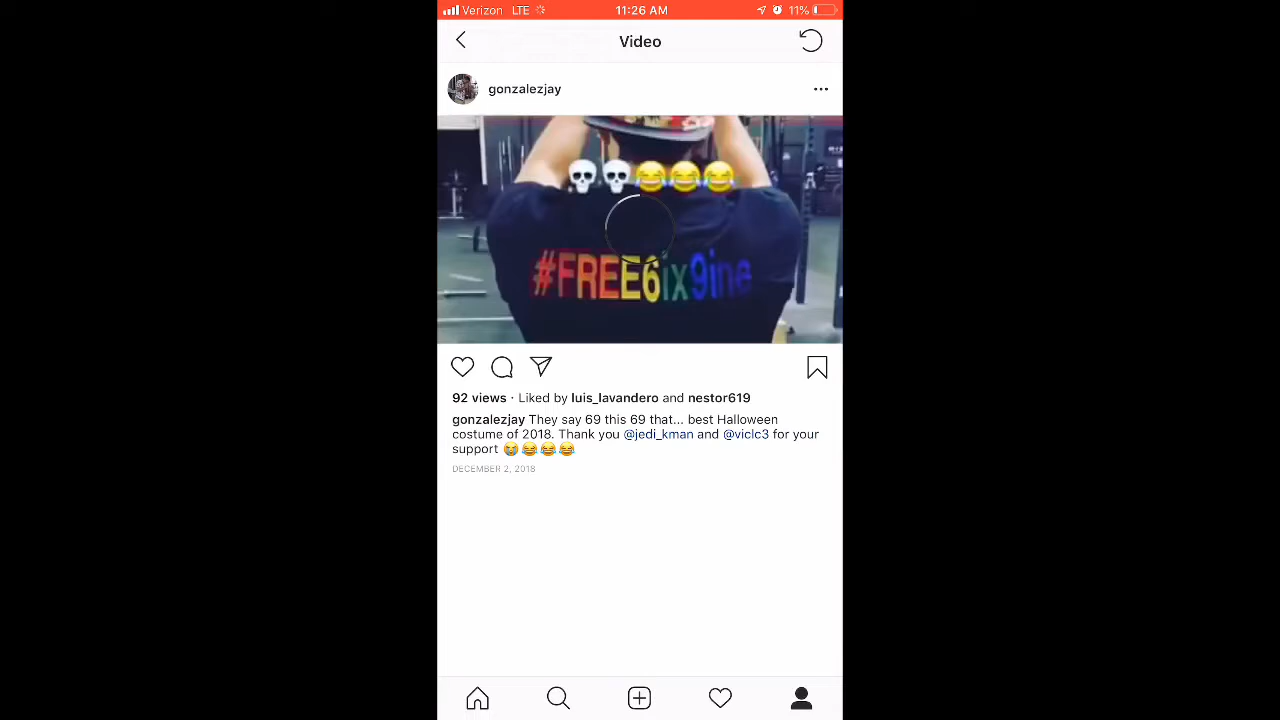 Verizon LTE 11:26 AM 11%
Video
gonzalezjay
#FREE6ix9ine
92 views · Liked by luis_lavandero and nestor619
gonzalezjay They say 69 this 69 that... best Halloween
costume of 2018. Thank you @jedi_kman and @viclc3 for your
support 😭😂😂😂
DECEMBER 2, 2018